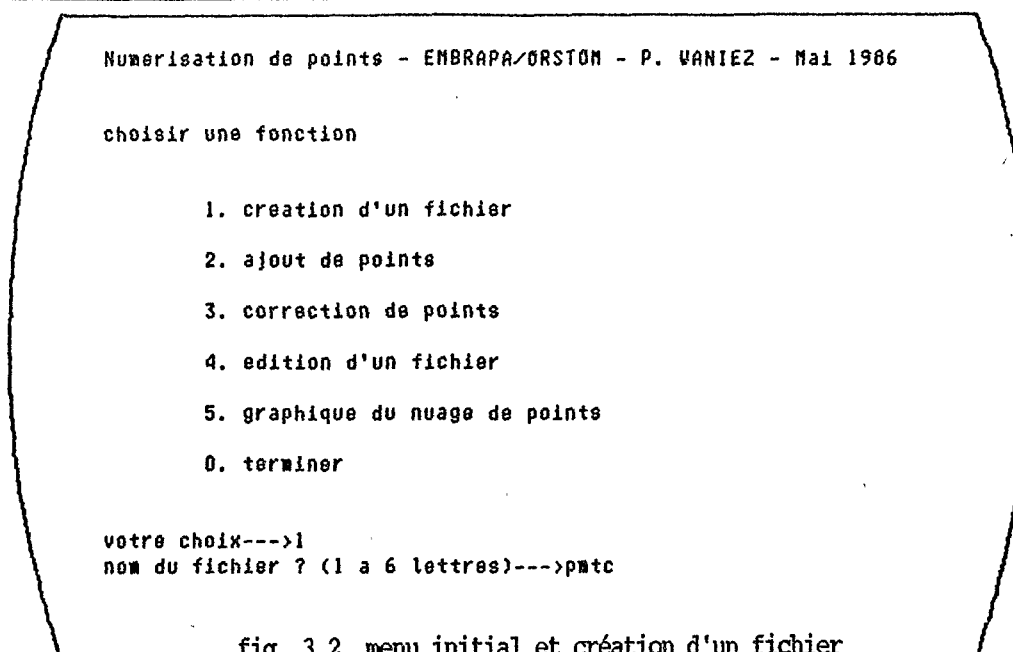 Numerisation de points - EMBRAPA/ORSTOM - P. WANIEZ - Mai 1986
choisir une fonction
1. creation d'un fichier
2. ajout de points
3. correction de points
4. edition d'un fichier
5. graphique du nuage de points
0. terminer
votre choix--->1
nom du fichier ? (1 a 6 lettres)--->pmtc
fig. 3.2. menu initial et création d'un fichier